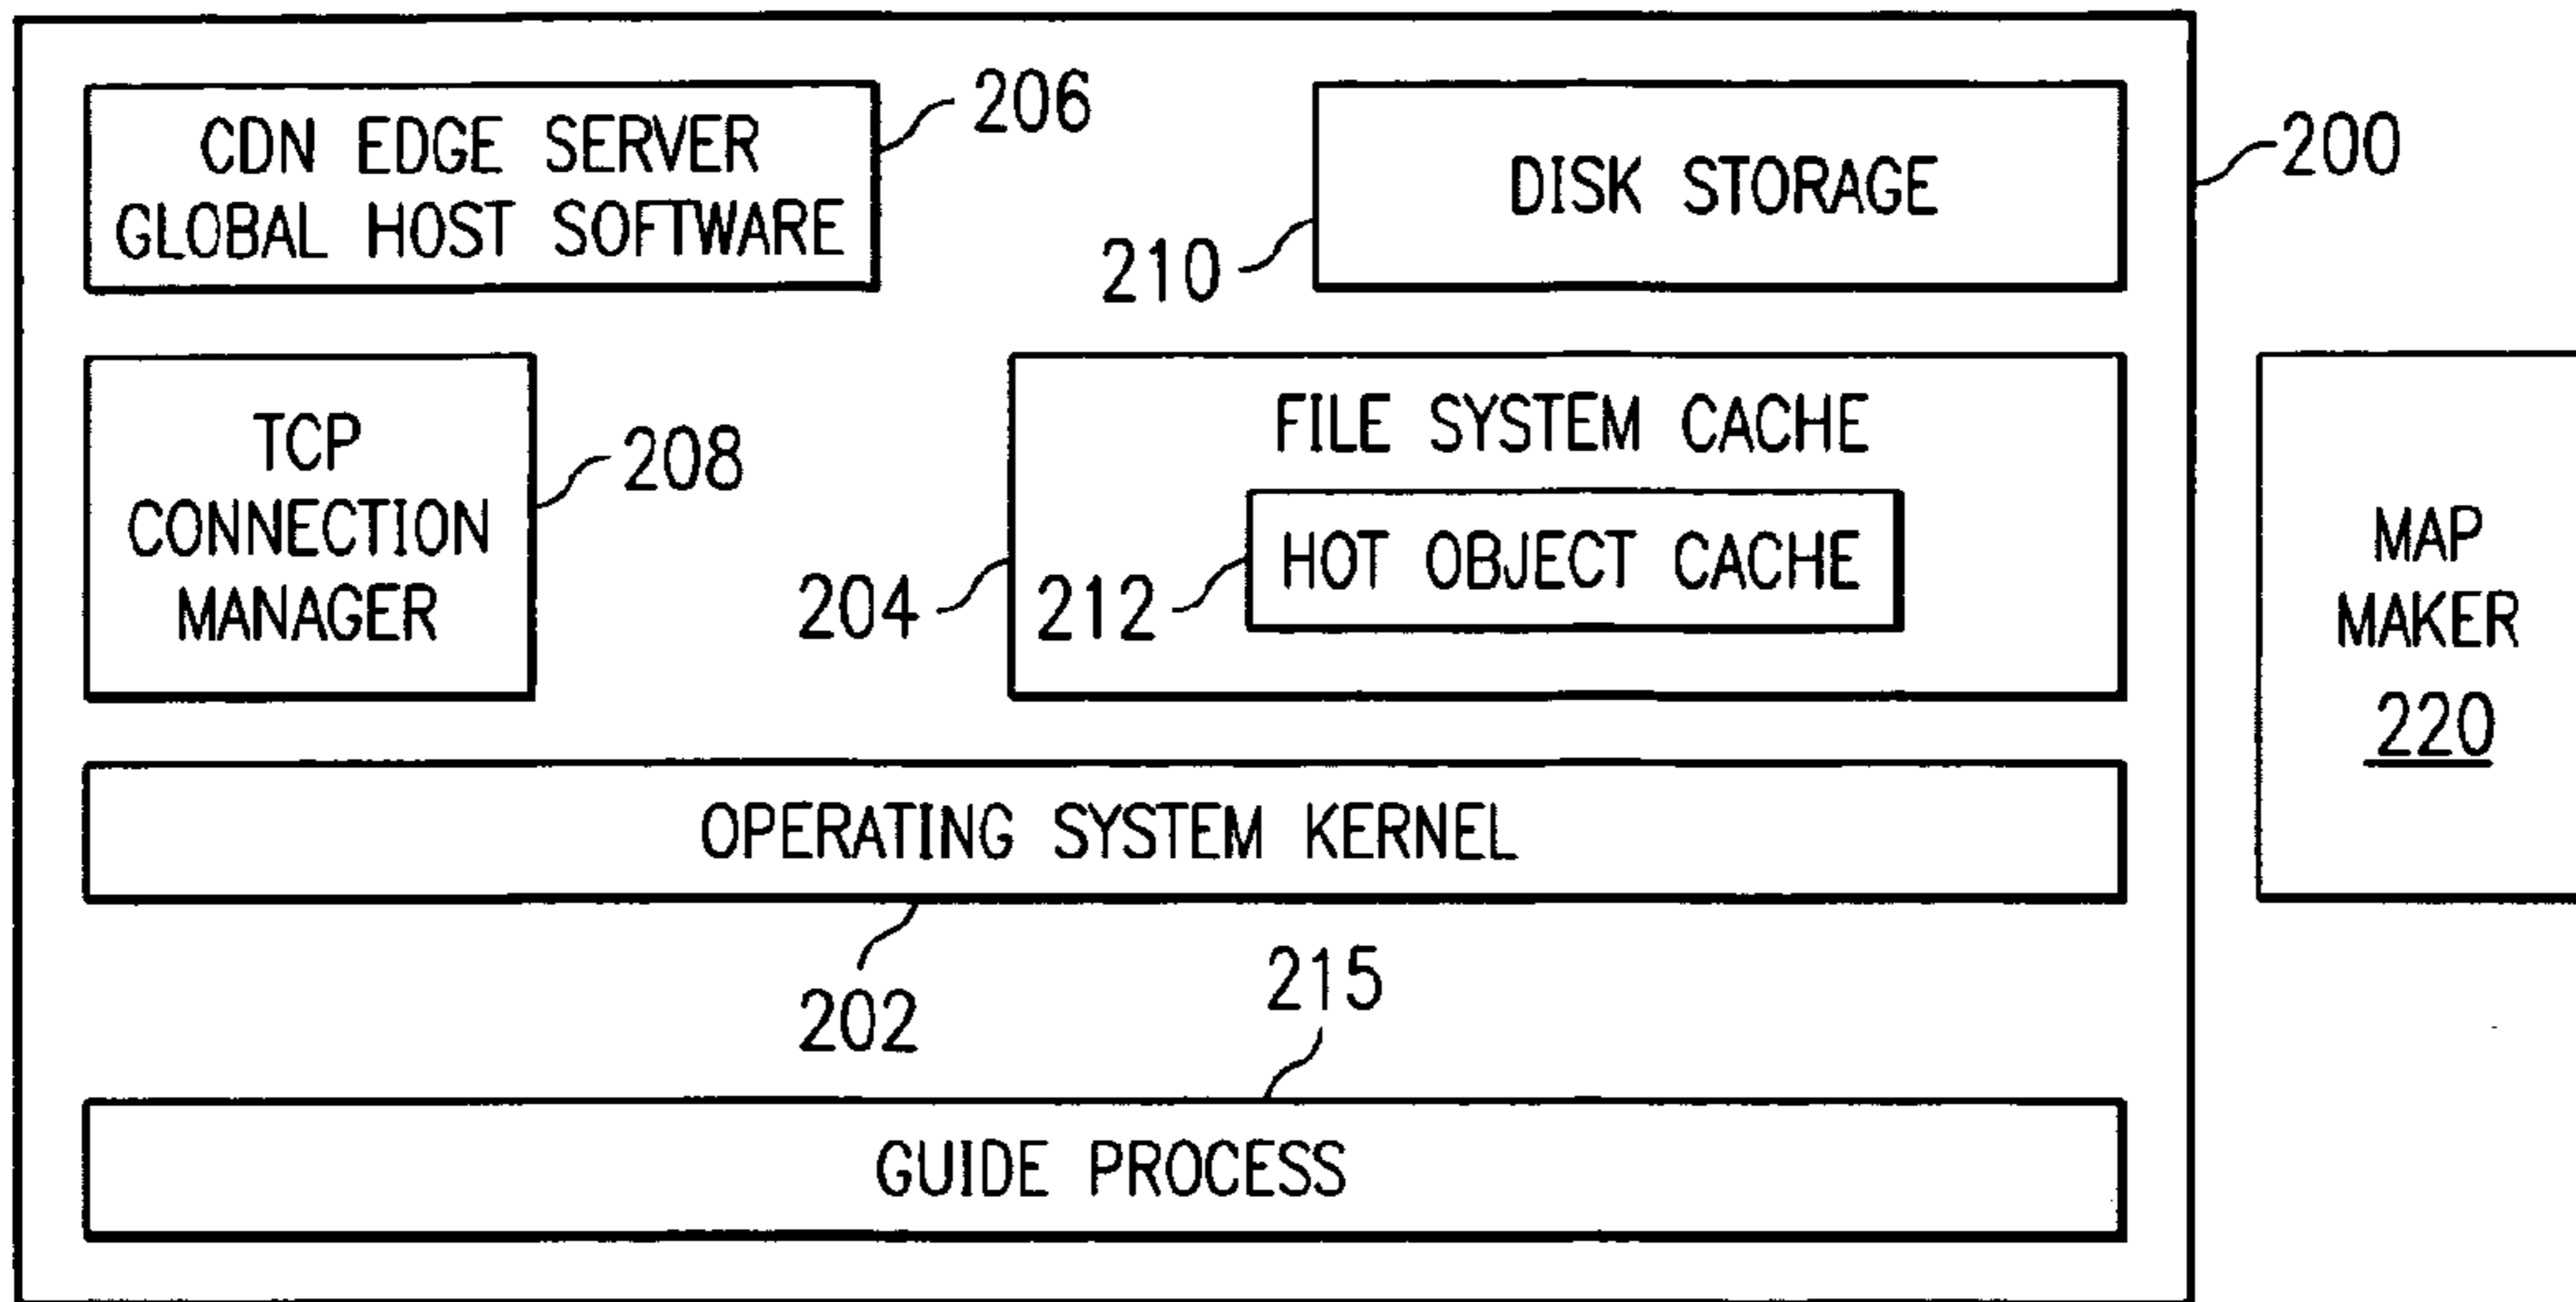 CDN EDGE SERVER
GLOBAL HOST SOFTWARE
206
DISK STORAGE
210
200
TCP
CONNECTION
MANAGER
208
FILE SYSTEM CACHE
HOT OBJECT CACHE
204
212
MAP
MAKER
220
OPERATING SYSTEM KERNEL
202
215
GUIDE PROCESS